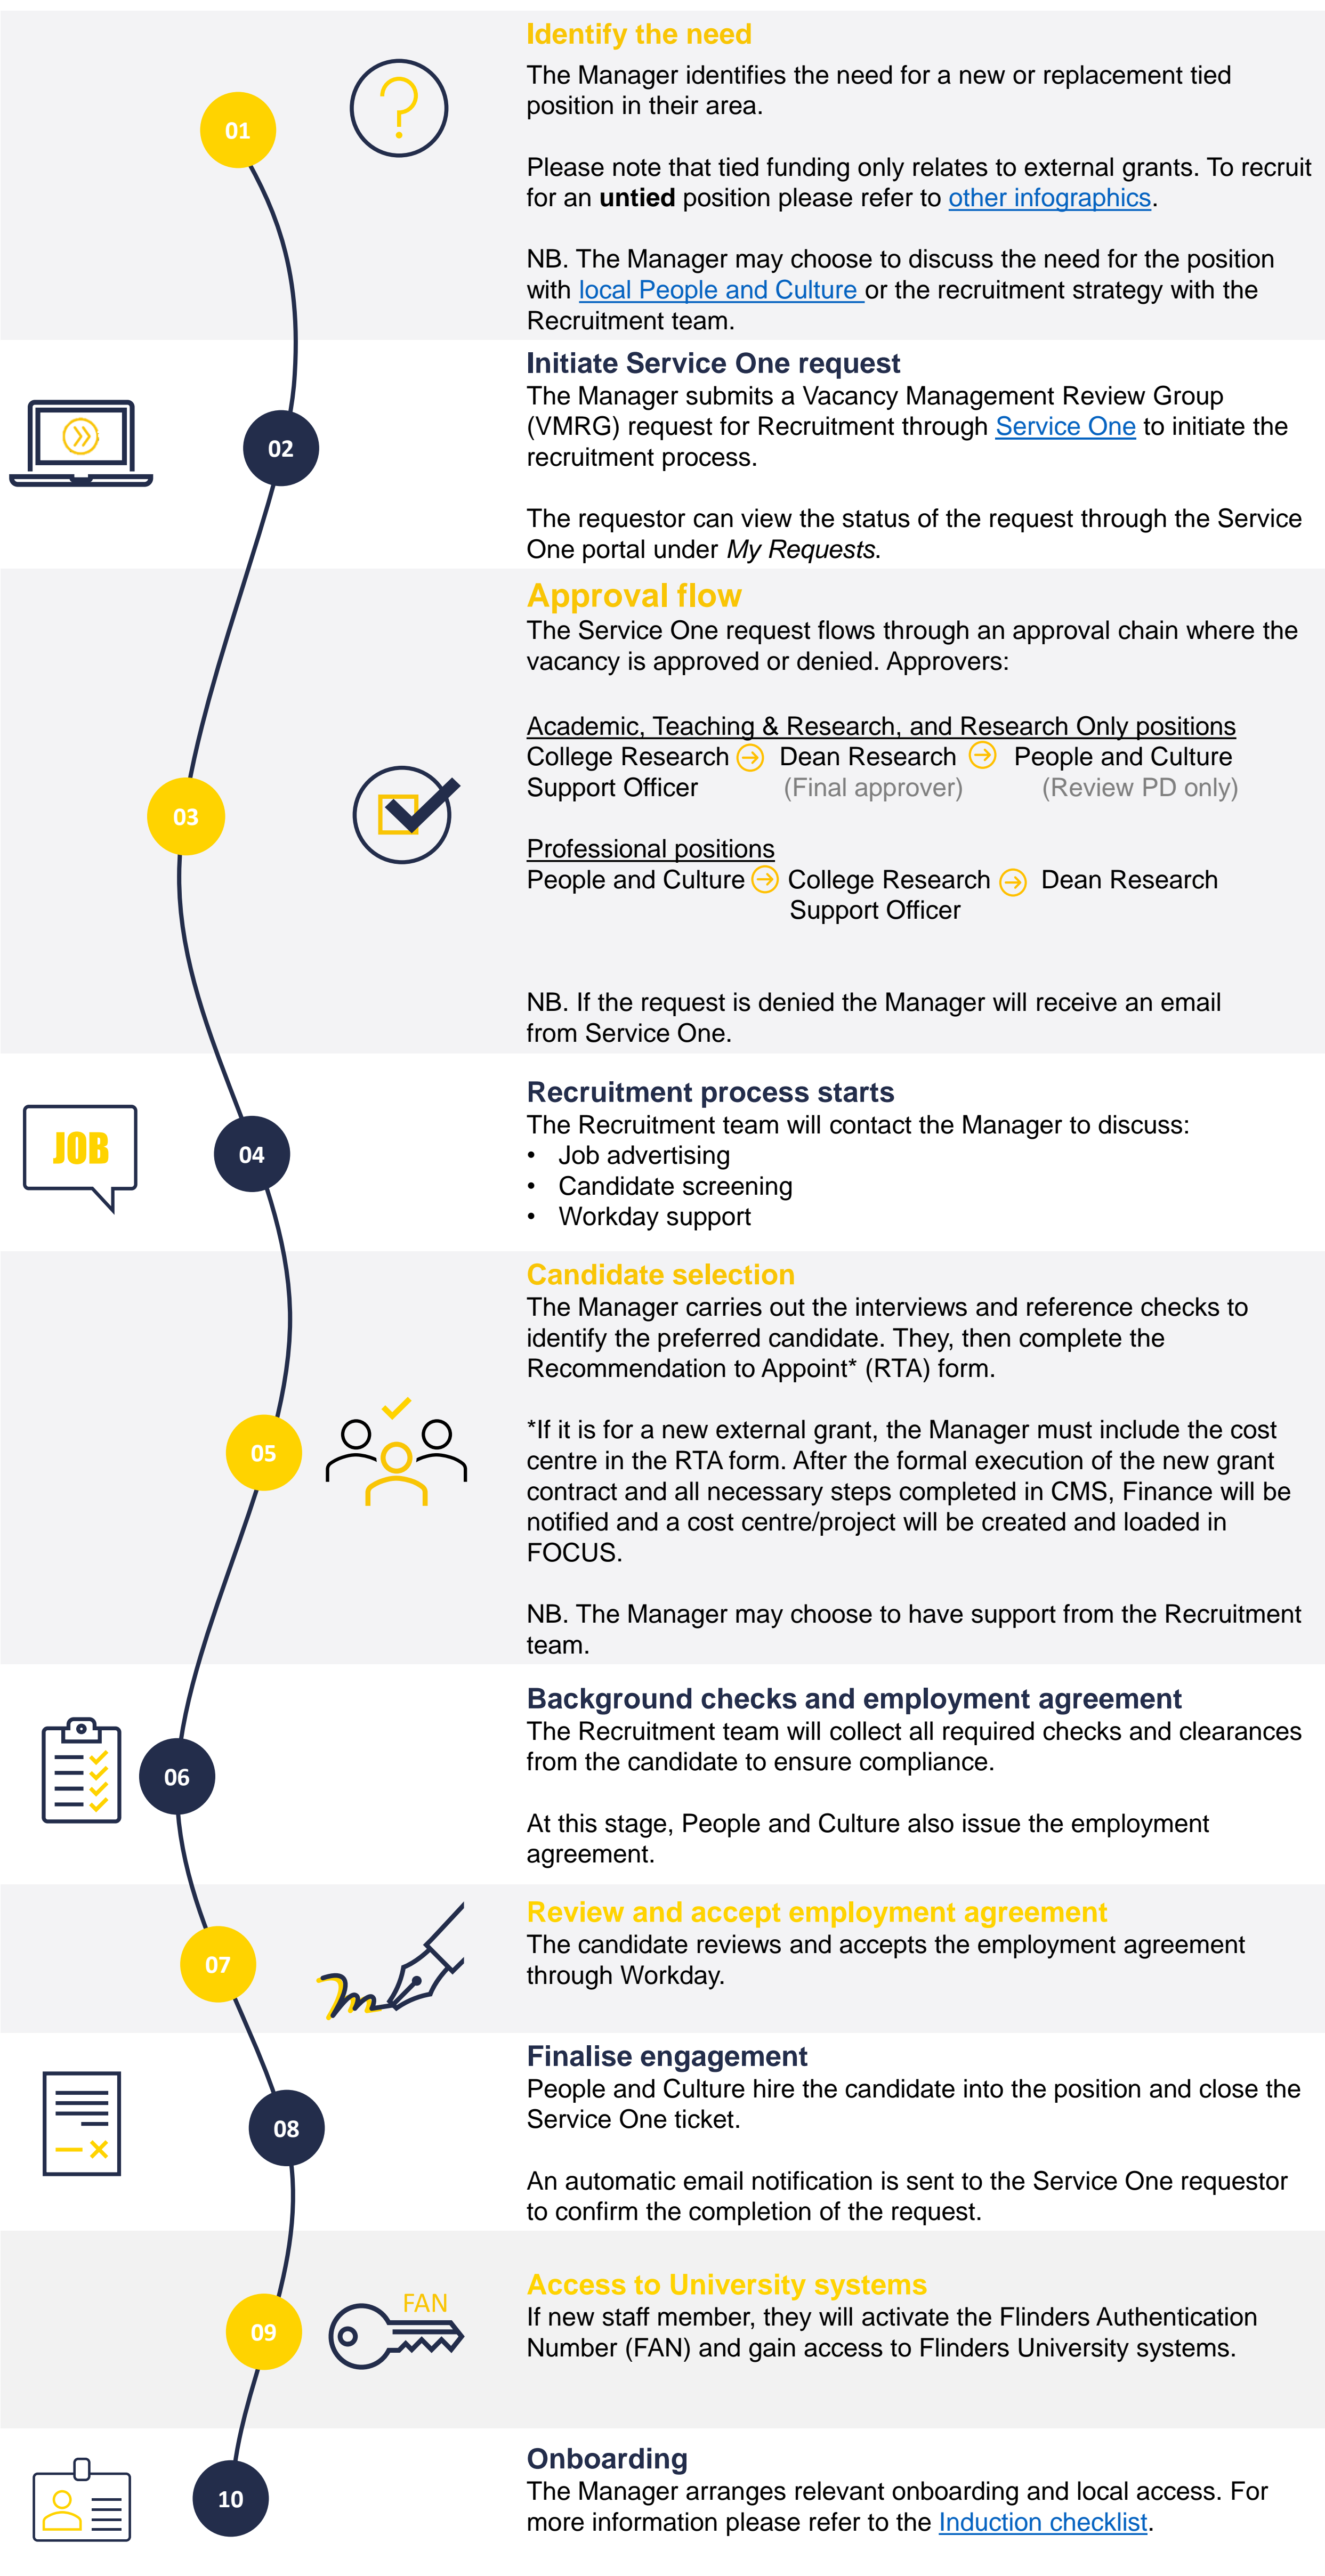 Identify the need
The Manager identifies the need for a new or replacement tied
position in their area.
01
Please note that tied funding only relates to external grants. To recruit
for an untied position please refer to other infographics.
NB. The Manager may choose to discuss the need for the position
with local People and Culture or the recruitment strategy with the
Recruitment team.
Initiate Service One request
The Manager submits a Vacancy Management Review Group
(VMRG) request for Recruitment through Service One to initiate the
recruitment process.
02
The requestor can view the status of the request through the Service
One portal under My Requests.
Approval flow
The Service One request flows through an approval chain where the
vacancy is approved or denied. Approvers:
Academic, Teaching & Research, and Research Only positions
College Research Dean Research People and Culture
Support Officer (Final approver) (Review PD only)
03
Professional positions
People and Culture College Research Dean Research
Support Officer
NB. If the request is denied the Manager will receive an email
from Service One.
Recruitment process starts
The Recruitment team will contact the Manager to discuss:
JOB
04
• Job advertising
• Candidate screening
• Workday support
Candidate selection
The Manager carries out the interviews and reference checks to
identify the preferred candidate. They, then complete the
Recommendation to Appoint* (RTA) form.
05
*If it is for a new external grant, the Manager must include the cost
centre in the RTA form. After the formal execution of the new grant
contract and all necessary steps completed in CMS, Finance will be
notified and a cost centre/project will be created and loaded in
FOCUS.
NB. The Manager may choose to have support from the Recruitment
team.
Background checks and employment agreement
The Recruitment team will collect all required checks and clearances
from the candidate to ensure compliance.
06
At this stage, People and Culture also issue the employment
agreement.
Review and accept employment agreement
The candidate reviews and accepts the employment agreement
through Workday.
07
Finalise engagement
People and Culture hire the candidate into the position and close the
Service One ticket.
08
An automatic email notification is sent to the Service One requestor
to confirm the completion of the request.
Access to University systems
FAN
09
If new staff member, they will activate the Flinders Authentication
Number (FAN) and gain access to Flinders University systems.
Onboarding
10
The Manager arranges relevant onboarding and local access. For
more information please refer to the Induction checklist.